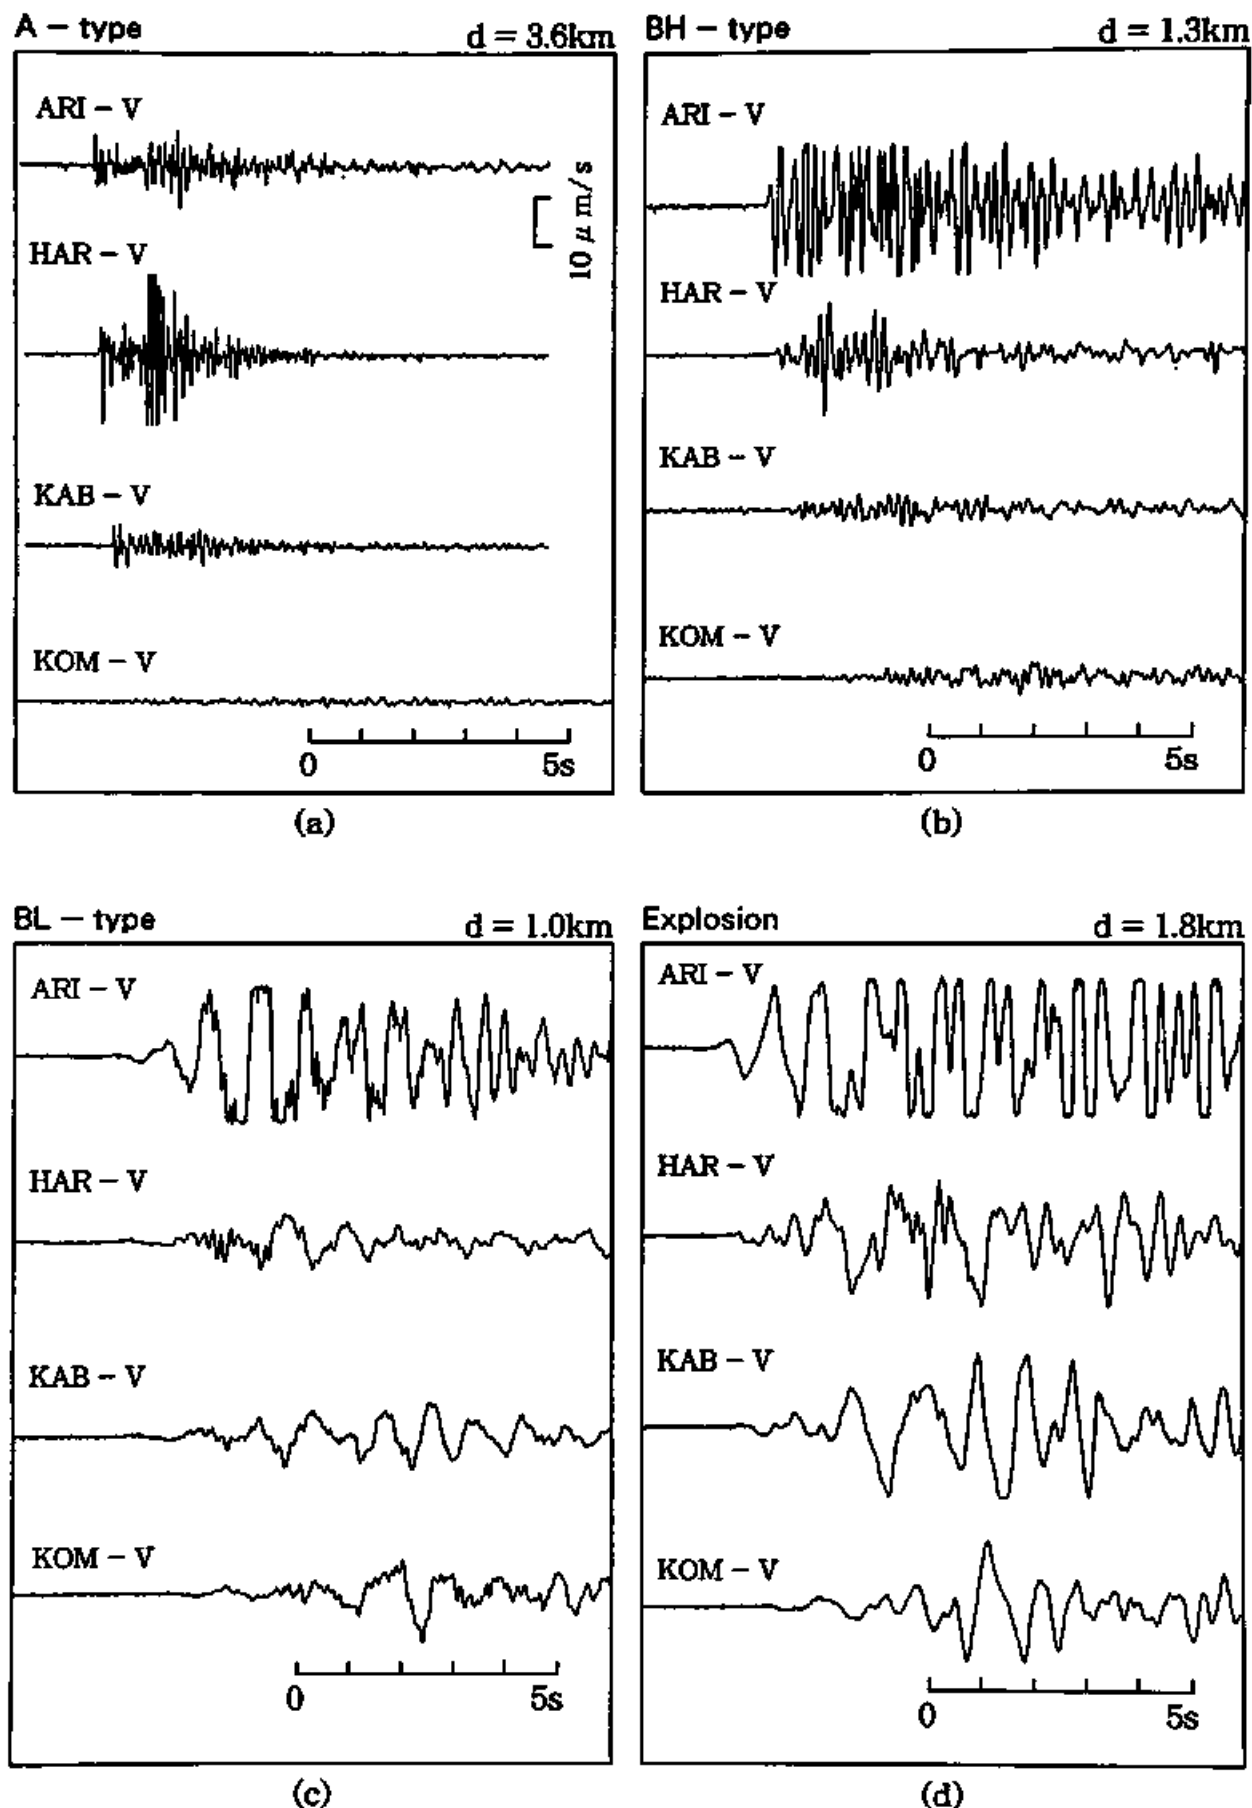 A – type d = 3.6km
ARI – V
10 μ m/s
HAR – V
KAB – V
KOM – V
0 5s
(a)
BH – type d = 1.3km
ARI – V
HAR – V
KAB – V
KOM – V
0 5s
(b)
BL – type d = 1.0km
ARI – V
HAR – V
KAB – V
KOM – V
0 5s
(c)
Explosion d = 1.8km
ARI – V
HAR – V
KAB – V
KOM – V
0 5s
(d)